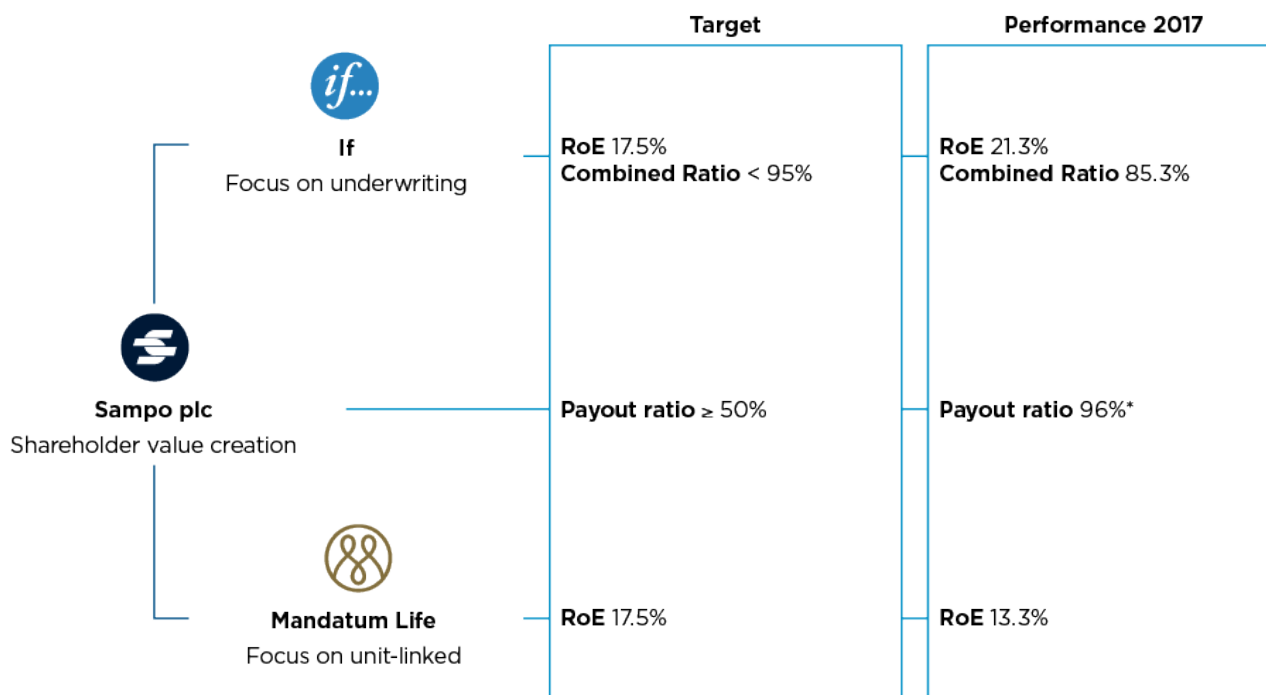 Target
Performance 2017
if...
If
Focus on underwriting
RoE 17.5%
Combined Ratio < 95%
RoE 21.3%
Combined Ratio 85.3%
Sampo plc
Shareholder value creation
Payout ratio ≥ 50%
Payout ratio 96%*
Mandatum Life
Focus on unit-linked
RoE 17.5%
RoE 13.3%